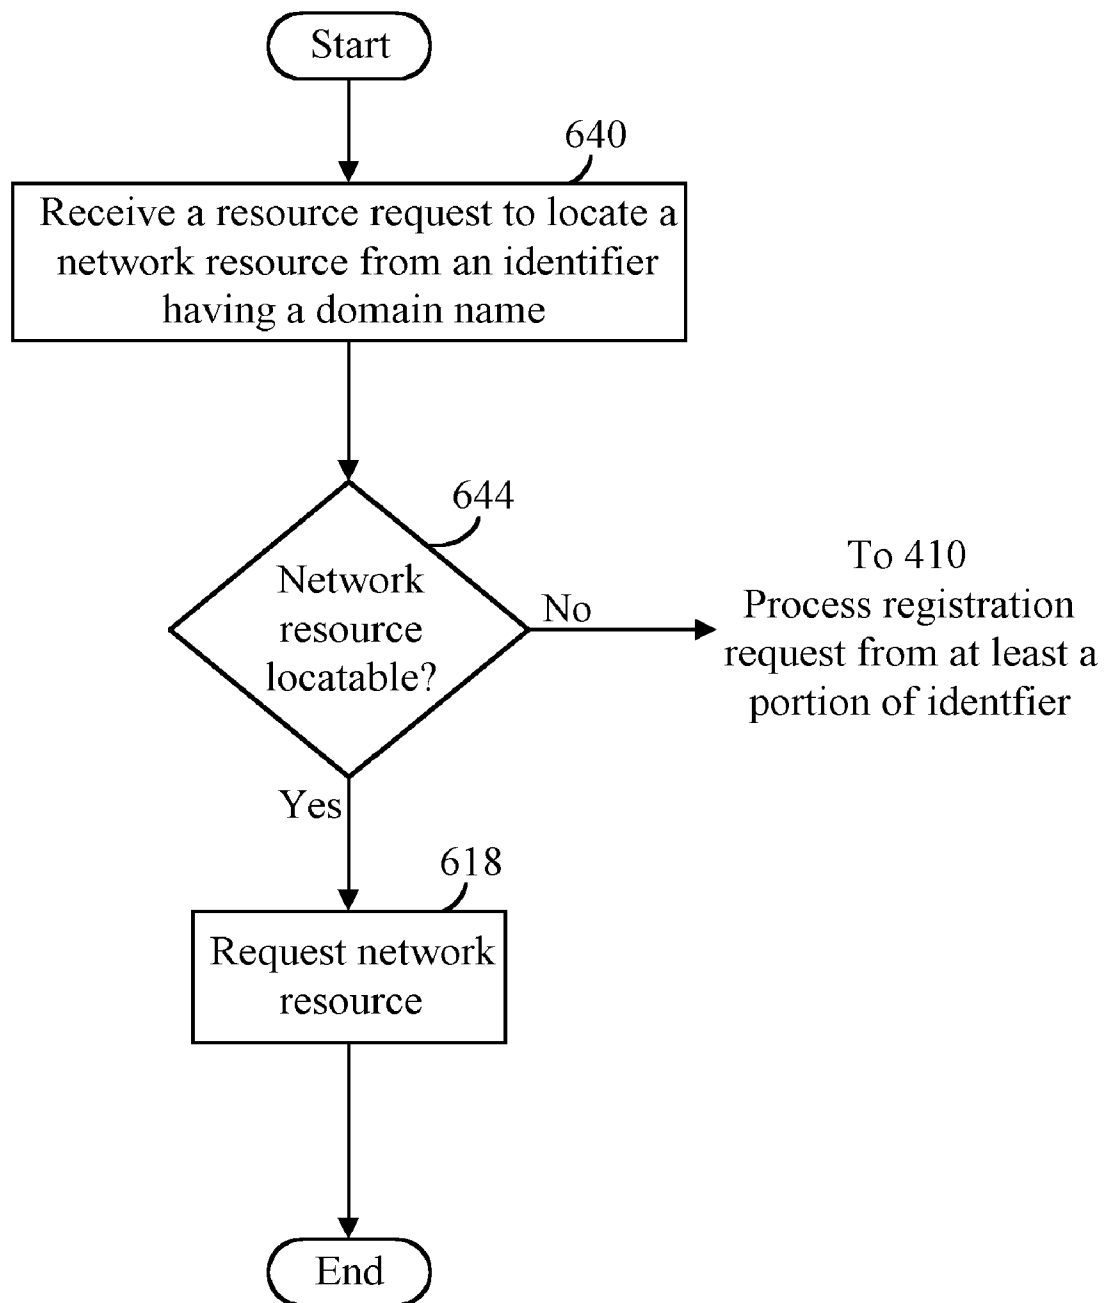 Start
640
Receive a resource request to locate a
network resource from an identifier
having a domain name
644
Network
resource
locatable?
No
To 410
Process registration
request from at least a
portion of identfier
Yes
618
Request network
resource
End